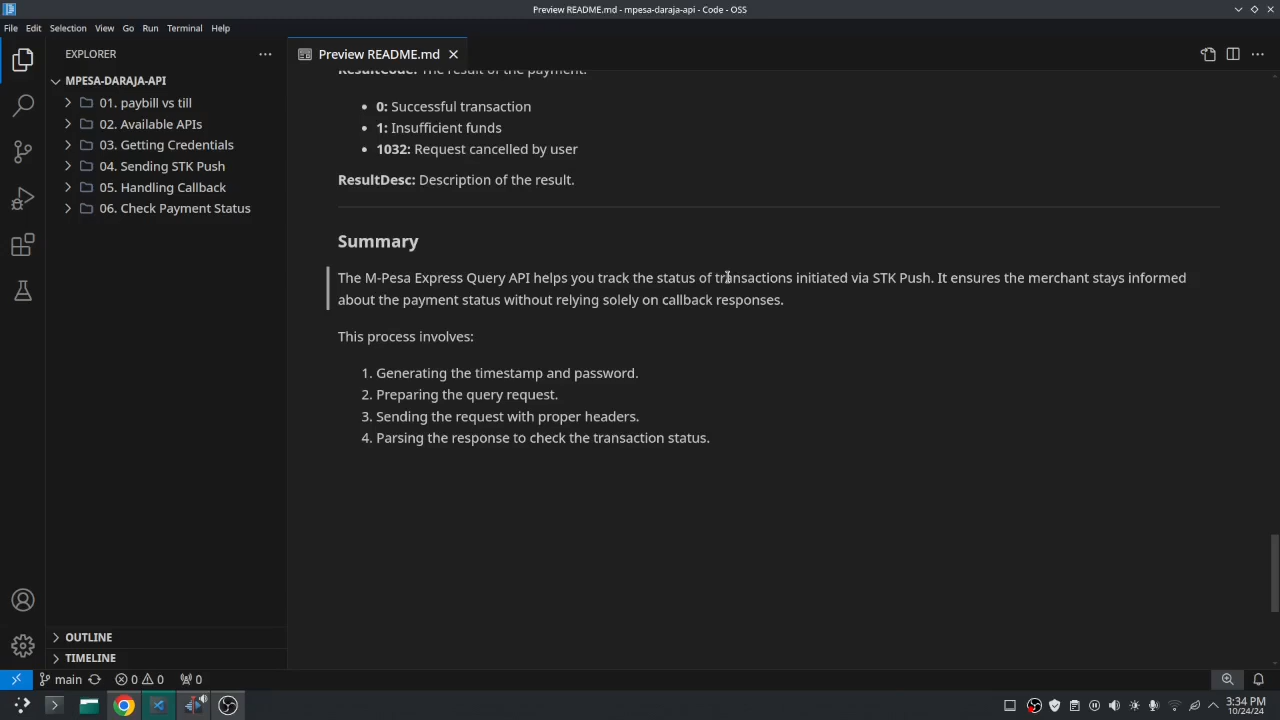 Preview README.md - mpesa-daraja-api - Code - OSS
File Edit Selection View Go Run Terminal Help
EXPLORER
Preview README.md
MPESA-DARAJA-API
01. paybill vs till
02. Available APIs
03. Getting Credentials
04. Sending STK Push
05. Handling Callback
06. Check Payment Status
ResultCode: The result of the payment.
0: Successful transaction
1: Insufficient funds
1032: Request cancelled by user
ResultDesc: Description of the result.
Summary
The M-Pesa Express Query API helps you track the status of transactions initiated via STK Push. It ensures the merchant stays informed
about the payment status without relying solely on callback responses.
This process involves:
1. Generating the timestamp and password.
2. Preparing the query request.
3. Sending the request with proper headers.
4. Parsing the response to check the transaction status.
OUTLINE
TIMELINE
main 0 0 0
3:34 PM
10/24/24